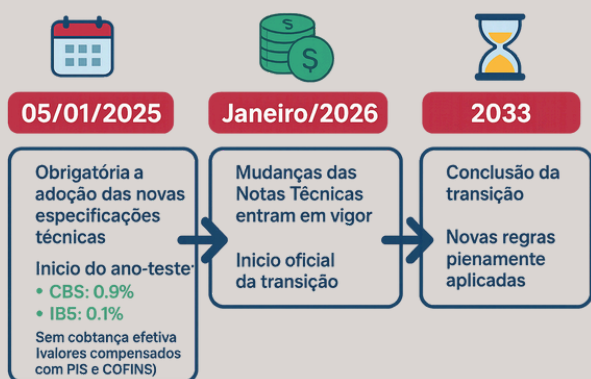 05/01/2025
Obrigatória a
adoção das novas
especificações
técnicas
Inicio do ano-teste·
• CBS: 0.9%
• IB5: 0.1%
Sem cobtança efetiva
Ivalores compensados
com PIS e COFINS)
Janeiro/2026
Mudanças das
Notas Técnicas
entram em vigor
Inicio oficial
da transição
2033
Conclusão da
transição
Novas regras
pienamente
aplicadas